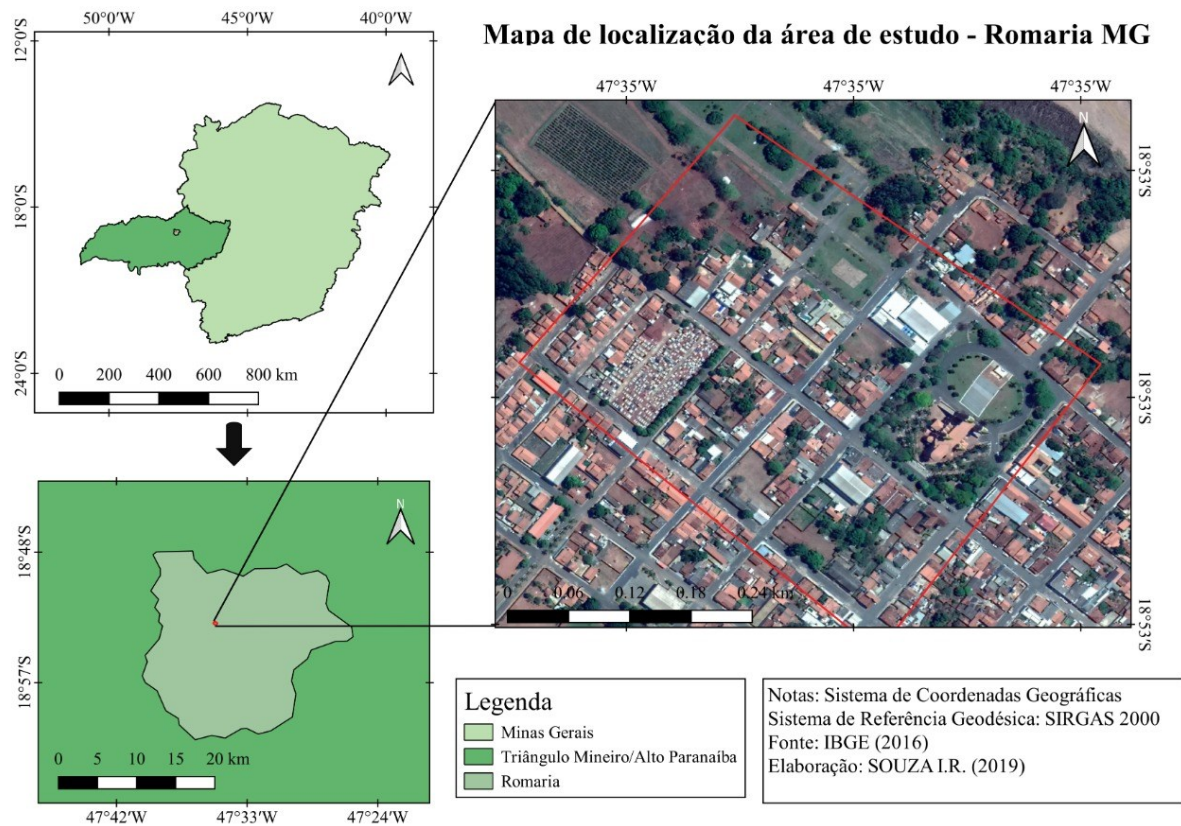 Mapa de localização da área de estudo - Romaria MG
50°0'W 45°0'W 40°0'W
12°0'S
18°0'S
24°0'S
0 200 400 600 800 km
N
18°48'S
18°57'S
0 5 10 15 20 km
47°42'W 47°33'W 47°24'W
47°35'W 47°35'W 47°35'W
N
18°53'S
18°53'S
18°53'S
0 0.06 0.12 0.18 0.24 km
Legenda
Minas Gerais
Triângulo Mineiro/Alto Paranaíba
Romaria
Notas: Sistema de Coordenadas Geográficas
Sistema de Referência Geodésica: SIRGAS 2000
Fonte: IBGE (2016)
Elaboração: SOUZA I.R. (2019)